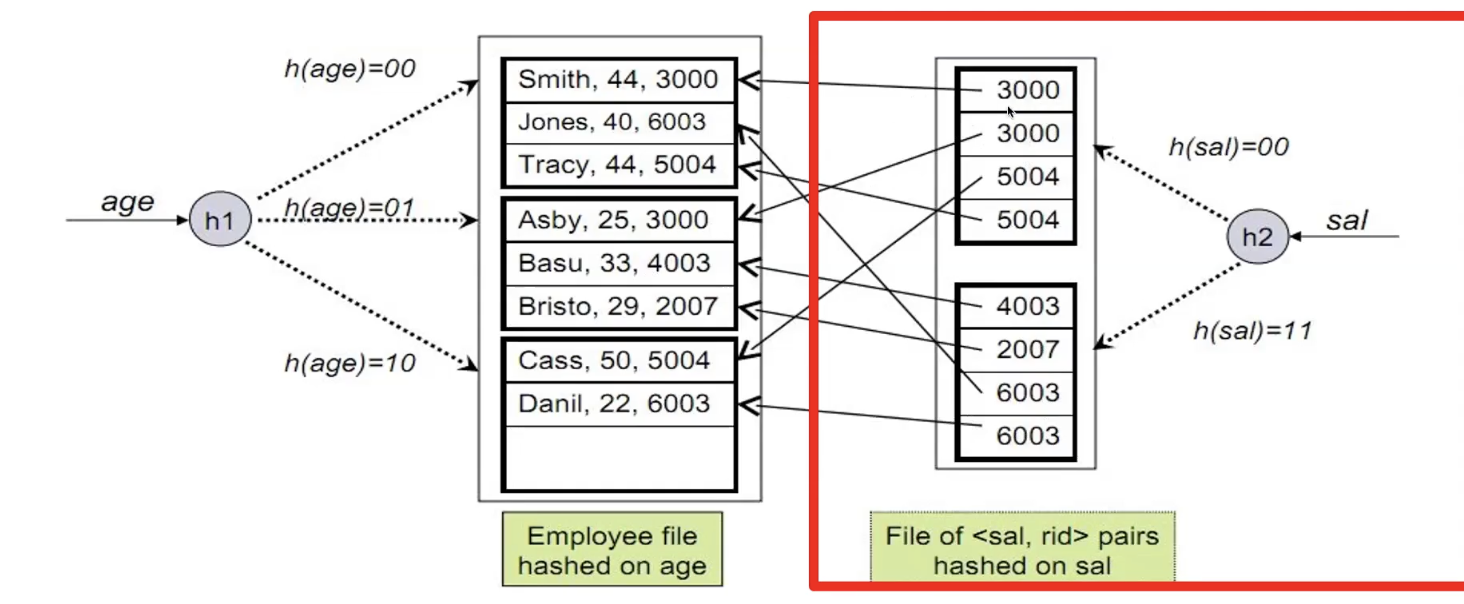 h(age)=00
age
h1
h(age)=01
h(age)=10
Smith, 44, 3000
Jones, 40, 6003
Tracy, 44, 5004
Asby, 25, 3000
Basu, 33, 4003
Bristo, 29, 2007
Cass, 50, 5004
Danil, 22, 6003
Employee file
hashed on age
3000
3000
5004
5004
4003
2007
6003
6003
h(sal)=00
sal
h2
h(sal)=11
File of <sal, rid> pairs
hashed on sal